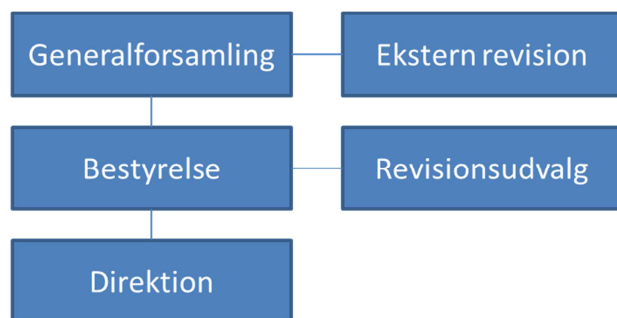 Generalforsamling
Ekstern revision
Bestyrelse
Revisionsudvalg
Direktion